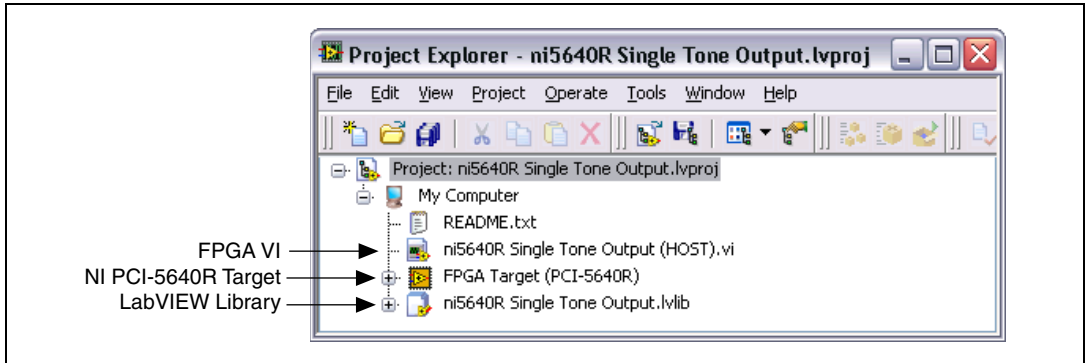 Project Explorer - ni5640R Single Tone Output.lvproj
File Edit View Project Operate Tools Window Help
Project: ni5640R Single Tone Output.lvproj
My Computer
README.txt
FPGA VI ni5640R Single Tone Output (HOST).vi
NI PCI-5640R Target FPGA Target (PCI-5640R)
LabVIEW Library ni5640R Single Tone Output.lvlib